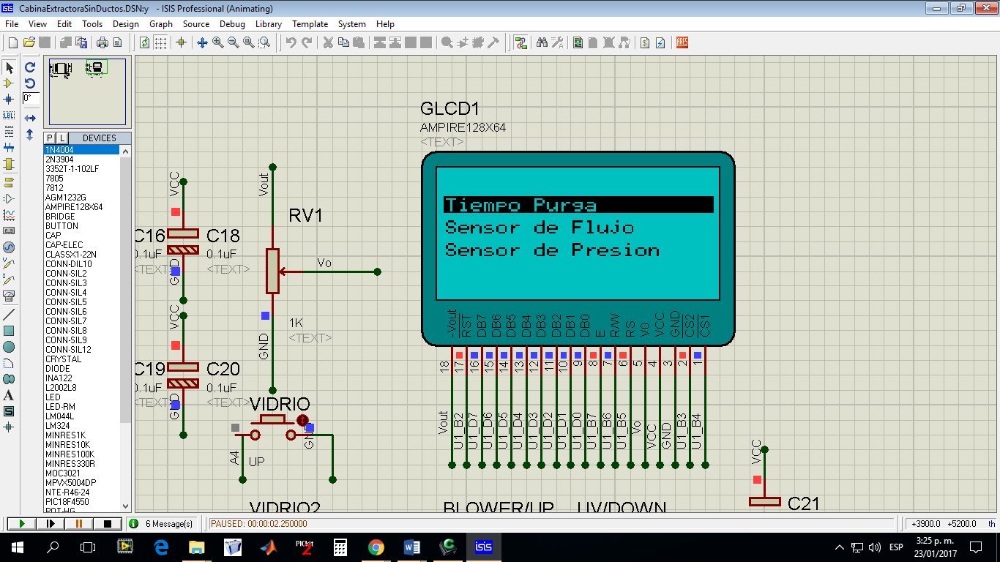 CabinaExtractoraSinDuctos.DSN:y - ISIS Professional (Animating)
File View Edit Tools Design Graph Source Debug Library Template System Help
0°
LBL
ARES
P L DEVICES
1N4004
2N3904
3352T-1-102LF
7805
7812
AGM1232G
AMPIRE128X64
BRIDGE
BUTTON
CAP
CAP-ELEC
CLASSX1-22N
CONN-DIL10
CONN-SIL2
CONN-SIL3
CONN-SIL4
CONN-SIL5
CONN-SIL6
CONN-SIL7
CONN-SIL8
CONN-SIL9
CONN-SIL12
CRYSTAL
DIODE
INA122
L2002L8
LED
LED-RM
LM044L
LM324
MINRES1K
MINRES10K
MINRES100K
MINRES330R
MOC3021
MPVX5004DP
NTE-R46-24
PIC18F4550
POT-HG
VCC
C16
0.1uF
<TEXT>
C18
0.1uF
<TEXT>
GND
VCC
C19
0.1uF
<TEXT>
C20
0.1uF
<TEXT>
GND
Vout
RV1
Vo
1K
<TEXT>
GND
VIDRIO
GND
A4
UP
VIDRIO2
GLCD1
AMPIRE128X64
<TEXT>
Tiempo Purga
Sensor de Flujo
Sensor de Presion
-Vout RST DB7 DB6 DB5 DB4 DB3 DB2 DB1 DB0 E R/W RS V0 VCC GND CS2 CS1
18 17 16 15 14 13 12 11 10 9 8 7 6 5 4 3 2 1
Vout U1_B2 U1_D7 U1_D6 U1_D5 U1_D4 U1_D3 U1_D2 U1_D1 U1_D0 U1_B7 U1_B6 U1_B5 Vo VCC GND U1_B3 U1_B4
BLOWER/UP UV/DOWN
VCC
C21
6 Message(s)
PAUSED: 00:00:02.250000
+3900.0 +5200.0 th
PICkit 2
isis
ESP
3:25 p. m.
23/01/2017